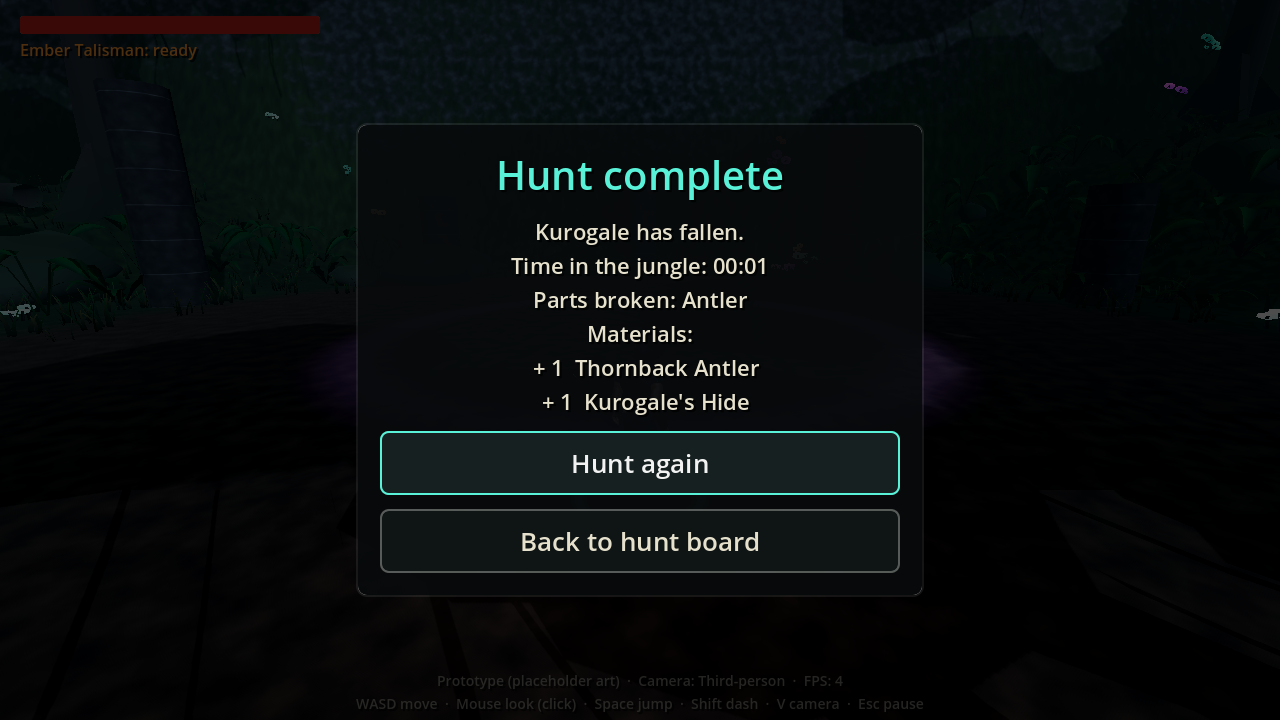 Ember Talisman: ready
Hunt complete
Kurogale has fallen.
Time in the jungle: 00:01
Parts broken: Antler
Materials:
+ 1 Thornback Antler
+ 1 Kurogale's Hide
Hunt again
Back to hunt board
Prototype (placeholder art) · Camera: Third-person · FPS: 4
WASD move · Mouse look (click) · Space jump · Shift dash · V camera · Esc pause